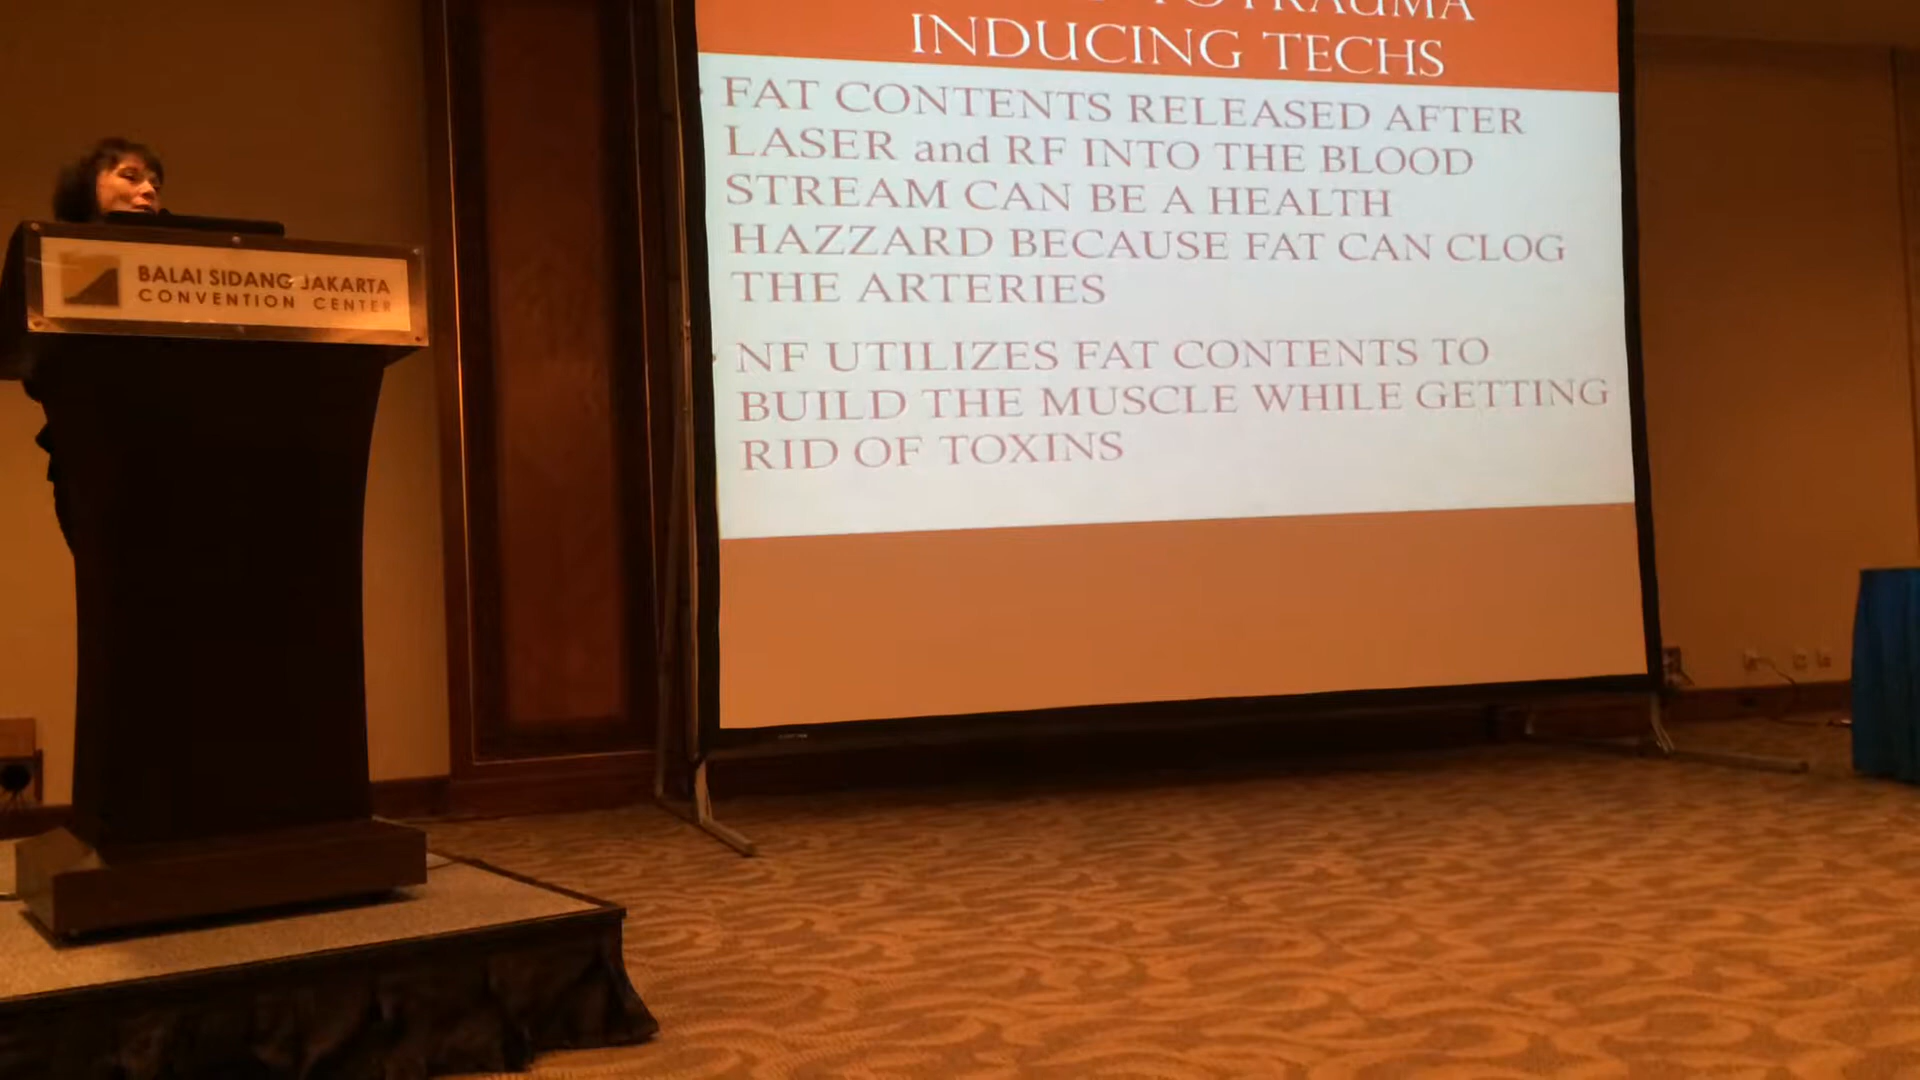 BALAI SIDANG JAKARTA
CONVENTION CENTER
INDUCING TECHS
FAT CONTENTS RELEASED AFTER
LASER and RF INTO THE BLOOD
STREAM CAN BE A HEALTH
HAZZARD BECAUSE FAT CAN CLOG
THE ARTERIES
NF UTILIZES FAT CONTENTS TO
BUILD THE MUSCLE WHILE GETTING
RID OF TOXINS